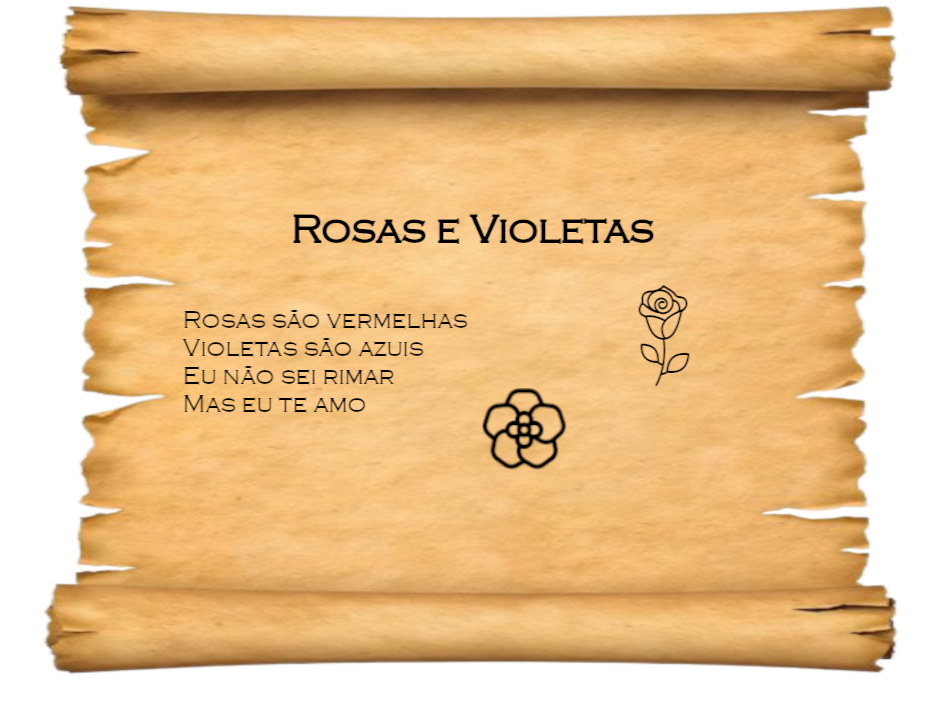 Rosas e Violetas
Rosas são vermelhas
Violetas são azuis
Eu não sei rimar
Mas eu te amo